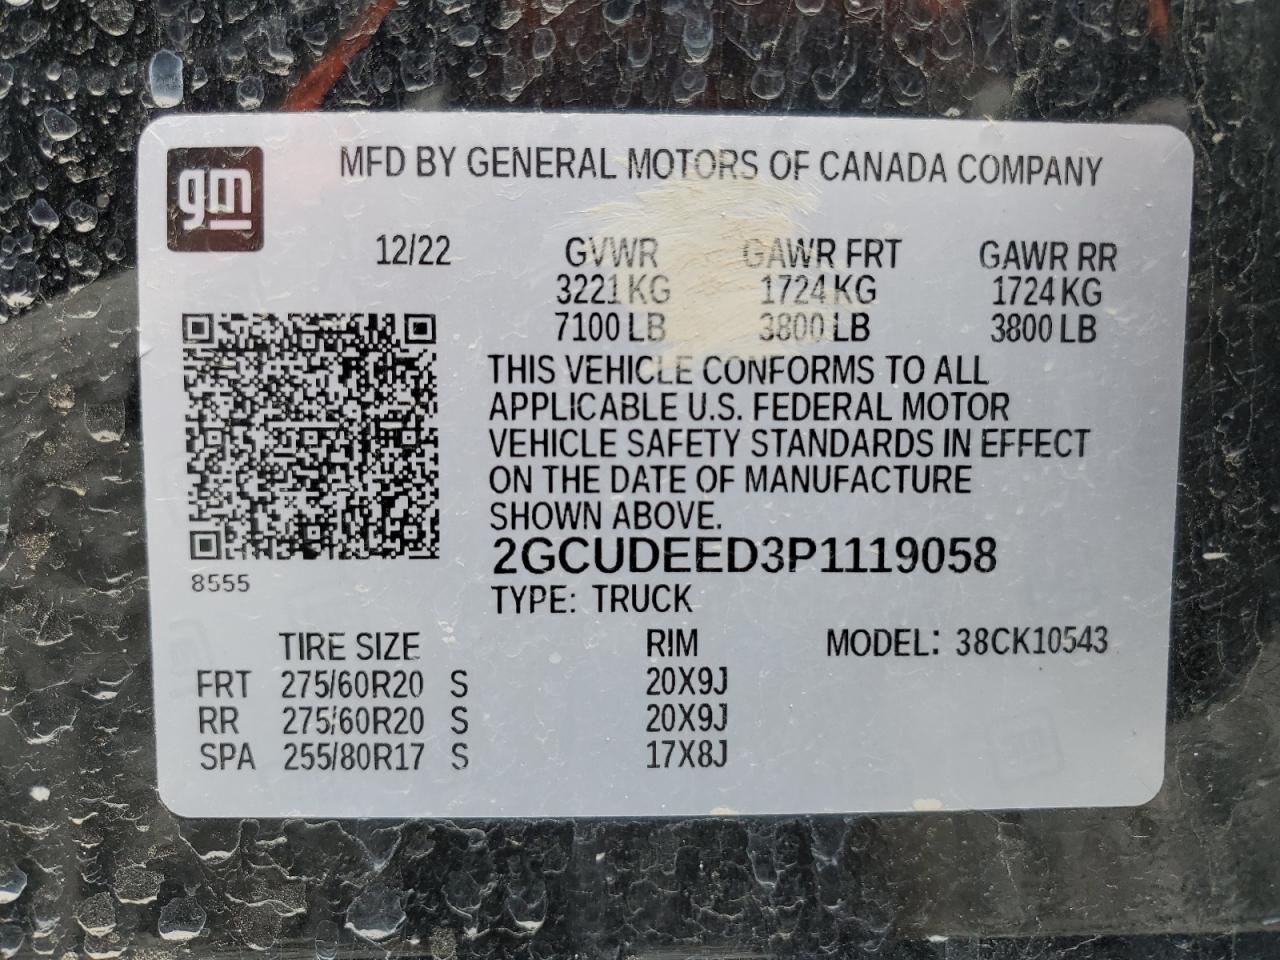 gm
MFD BY GENERAL MOTORS OF CANADA COMPANY
12/22 GVWR GAWR FRT GAWR RR
3221 KG 1724 KG 1724 KG
7100 LB 3800 LB 3800 LB
THIS VEHICLE CONFORMS TO ALL
APPLICABLE U.S. FEDERAL MOTOR
VEHICLE SAFETY STANDARDS IN EFFECT
ON THE DATE OF MANUFACTURE
SHOWN ABOVE.
2GCUDEED3P1119058
8555
TYPE: TRUCK
TIRE SIZE RIM MODEL: 38CK10543
FRT 275/60R20 S 20X9J
RR 275/60R20 S 20X9J
SPA 255/80R17 S 17X8J